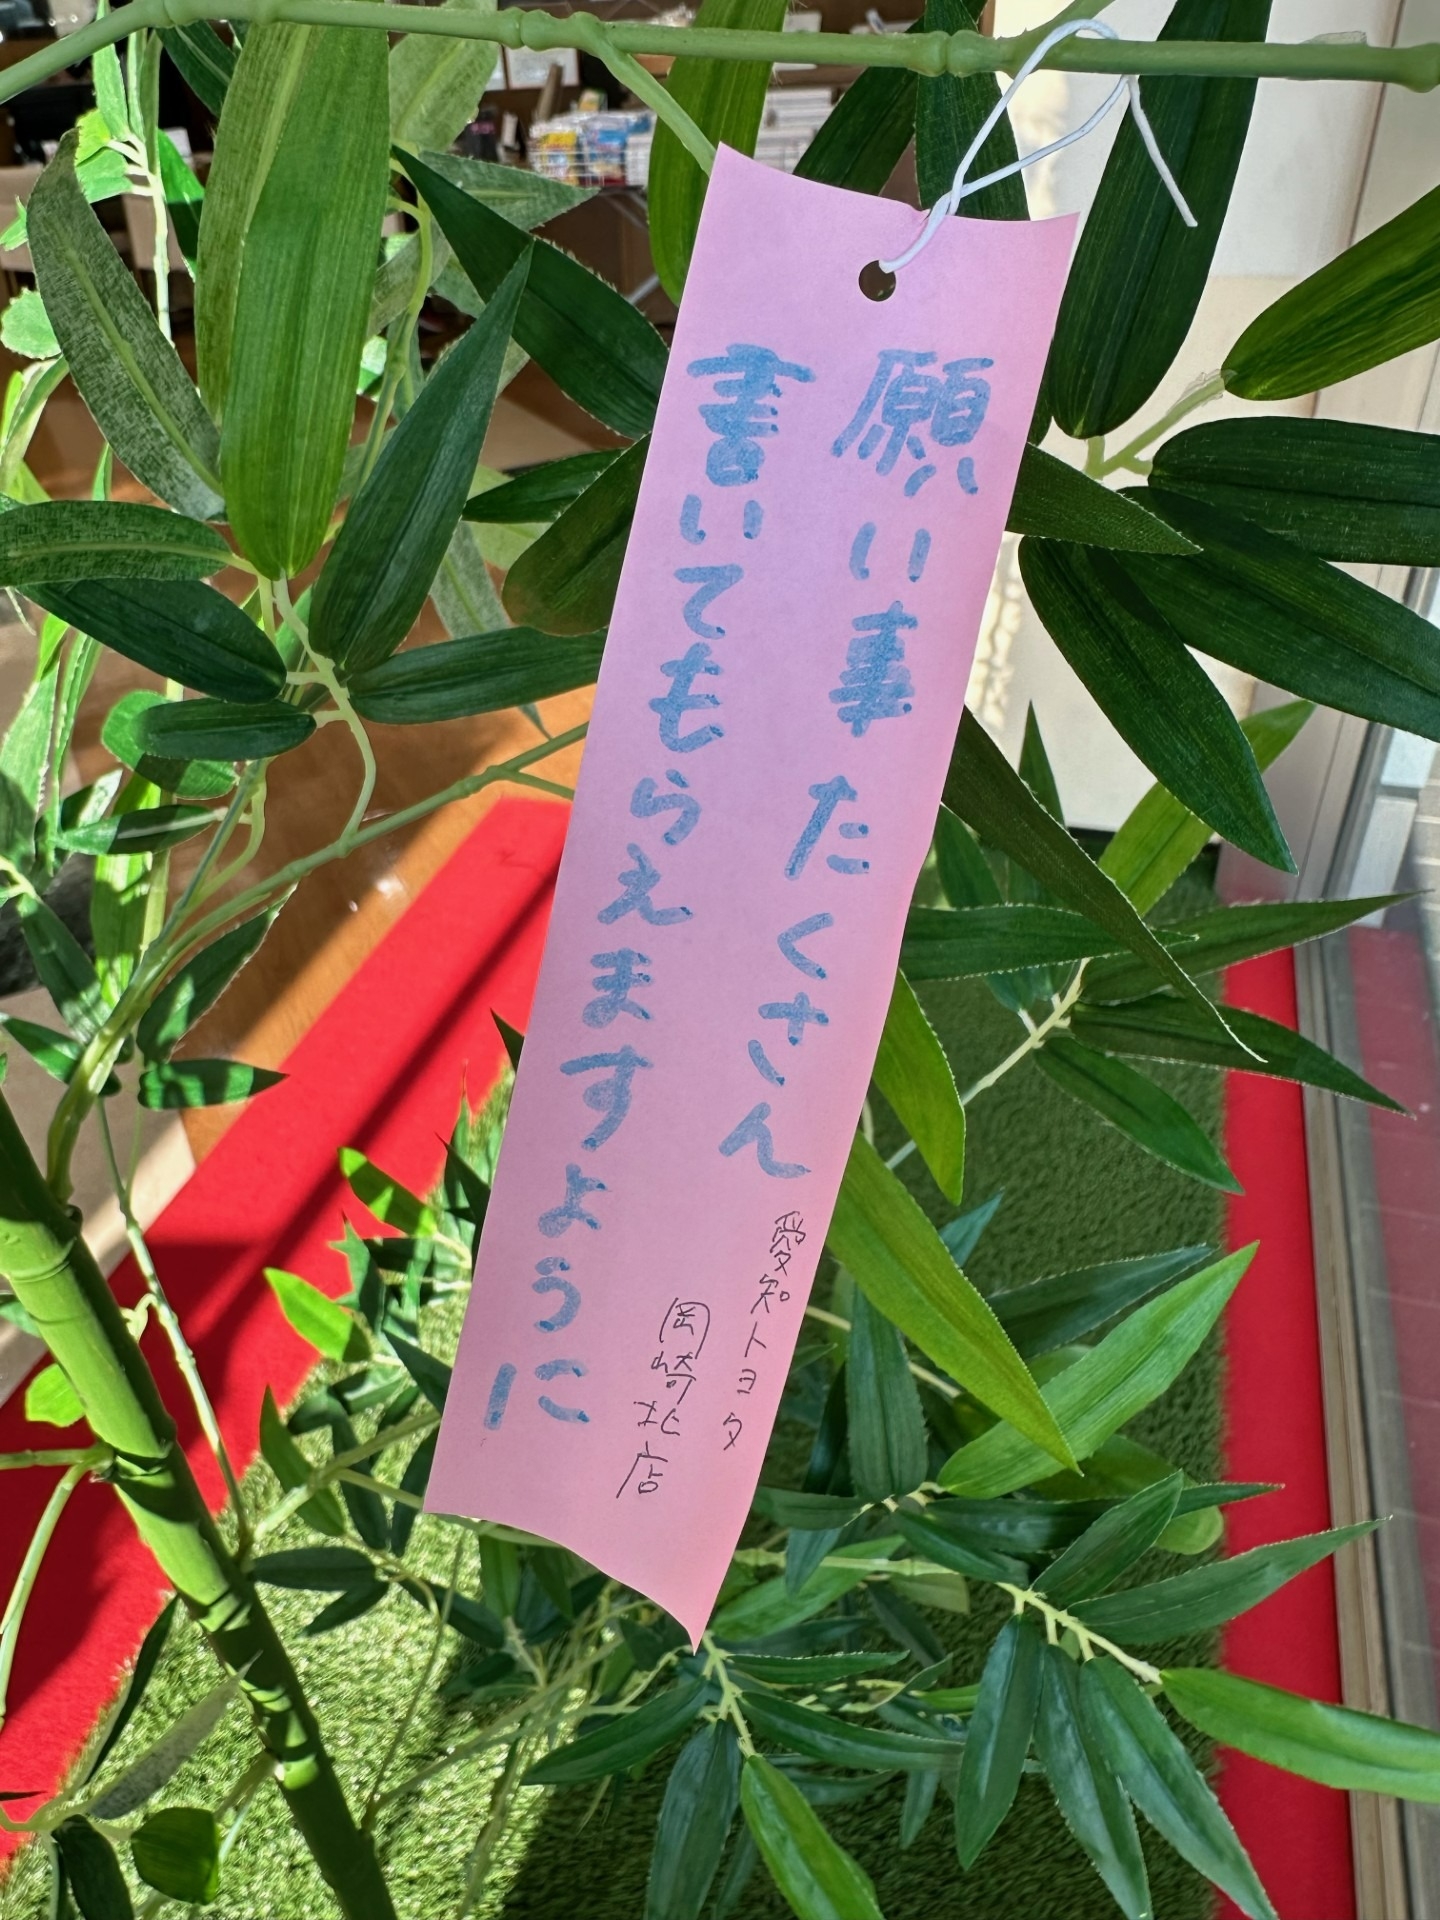 願い事たくさん
書いてもらえますように
愛知トヨタ
岡崎北店